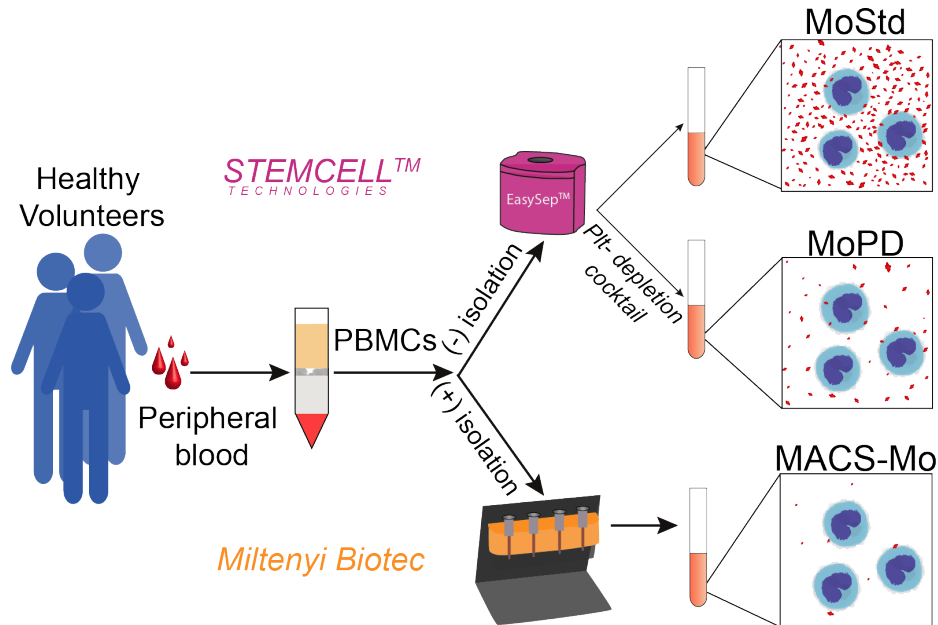 MoStd
STEMCELL™
TECHNOLOGIES
Healthy
Volunteers
EasySep™
MoPD
Plt- depletion
cocktail
(-) isolation
PBMCs
(+) isolation
Peripheral
blood
MACS-Mo
Miltenyi Biotec